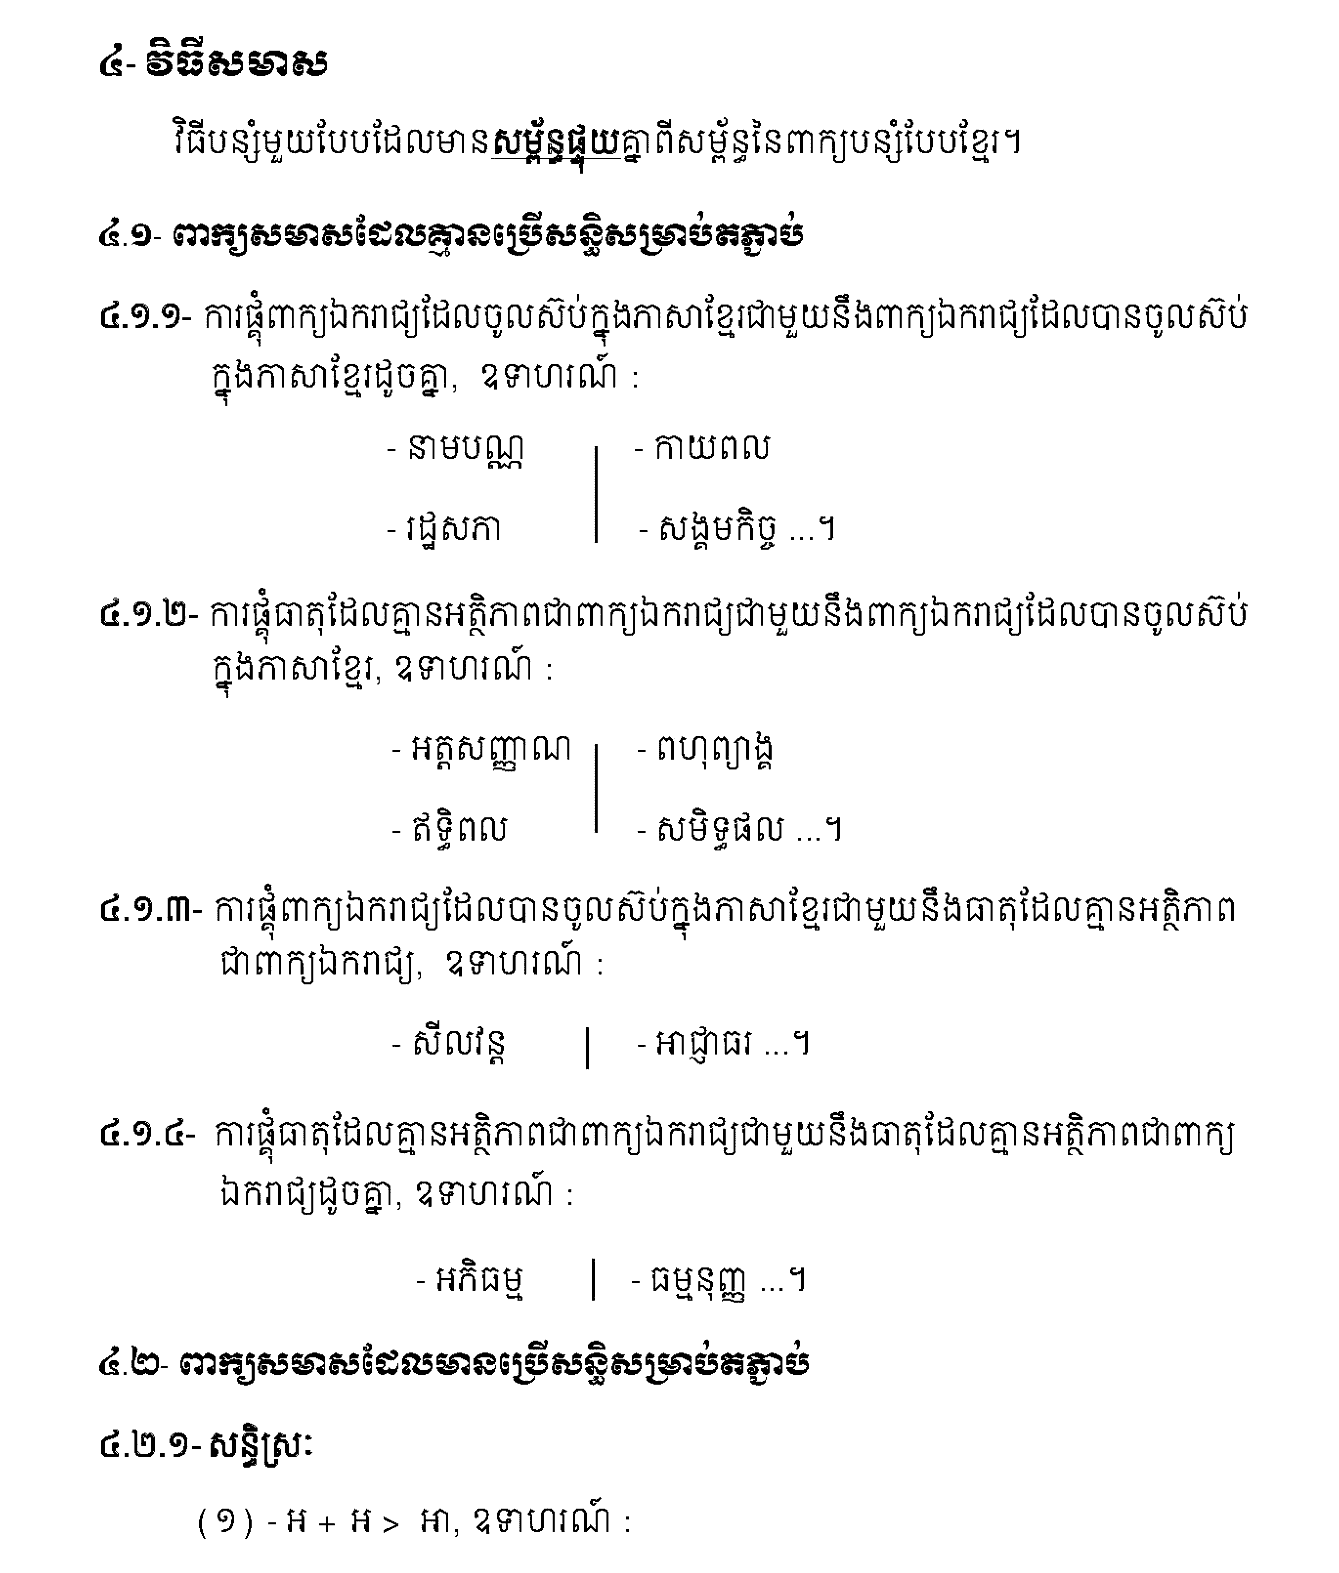 ៤- វិធីសមាស
វិធីបន្សំមួយបែបដែលមានសម្ព័ន្ធផ្ទុយគ្នាពីសម្ព័ន្ធនៃពាក្យបន្សំបែបខ្មែរ។
៤.១- ពាក្យសមាសដែលគ្មានប្រើសន្ធិសម្រាប់តភ្ជាប់
៤.១.១- ការផ្គុំពាក្យឯករាជ្យដែលចូលស៊ប់ក្នុងភាសាខ្មែរជាមួយនឹងពាក្យឯករាជ្យដែលបានចូលស៊ប់
ក្នុងភាសាខ្មែរដូចគ្នា, ឧទាហរណ៍ :
- នាមបណ្ណ | - កាយពល
- រដ្ឋសភា | - សង្គមកិច្ច ...។
៤.១.២- ការផ្គុំធាតុដែលគ្មានអត្ថិភាពជាពាក្យឯករាជ្យជាមួយនឹងពាក្យឯករាជ្យដែលបានចូលស៊ប់
ក្នុងភាសាខ្មែរ, ឧទាហរណ៍ :
- អត្តសញ្ញាណ | - ពហុព្យាង្គ
- ឥទ្ធិពល | - សមិទ្ធផល ...។
៤.១.៣- ការផ្គុំពាក្យឯករាជ្យដែលបានចូលស៊ប់ក្នុងភាសាខ្មែរជាមួយនឹងធាតុដែលគ្មានអត្ថិភាព
ជាពាក្យឯករាជ្យ, ឧទាហរណ៍ :
- សីលវន្ត | - អាជ្ញាធរ ...។
៤.១.៤- ការផ្គុំធាតុដែលគ្មានអត្ថិភាពជាពាក្យឯករាជ្យជាមួយនឹងធាតុដែលគ្មានអត្ថិភាពជាពាក្យ
ឯករាជ្យដូចគ្នា, ឧទាហរណ៍ :
- អភិធម្ម | - ធម្មនុញ្ញ ...។
៤.២- ពាក្យសមាសដែលមានប្រើសន្ធិសម្រាប់តភ្ជាប់
៤.២.១- សន្ធិស្រៈ
(១) - អ + អ > អា, ឧទាហរណ៍ :